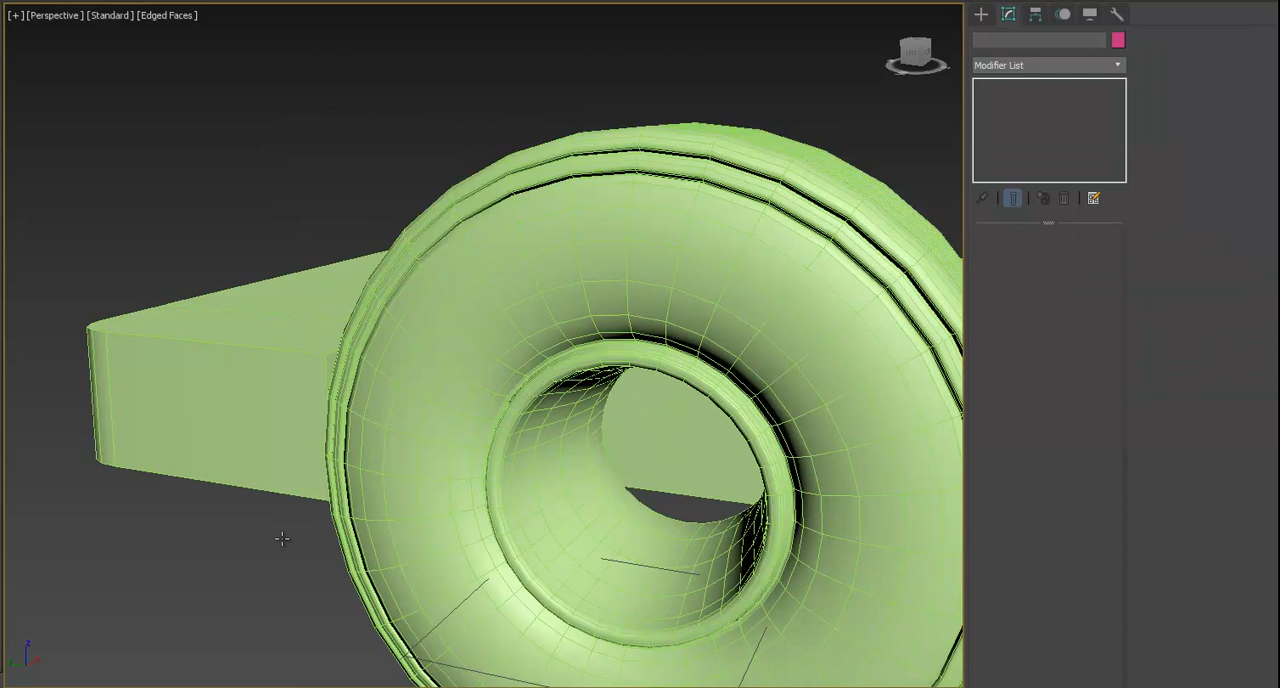 [+] [Perspective ] [Standard ] [Edged Faces ]
Modifier List
z